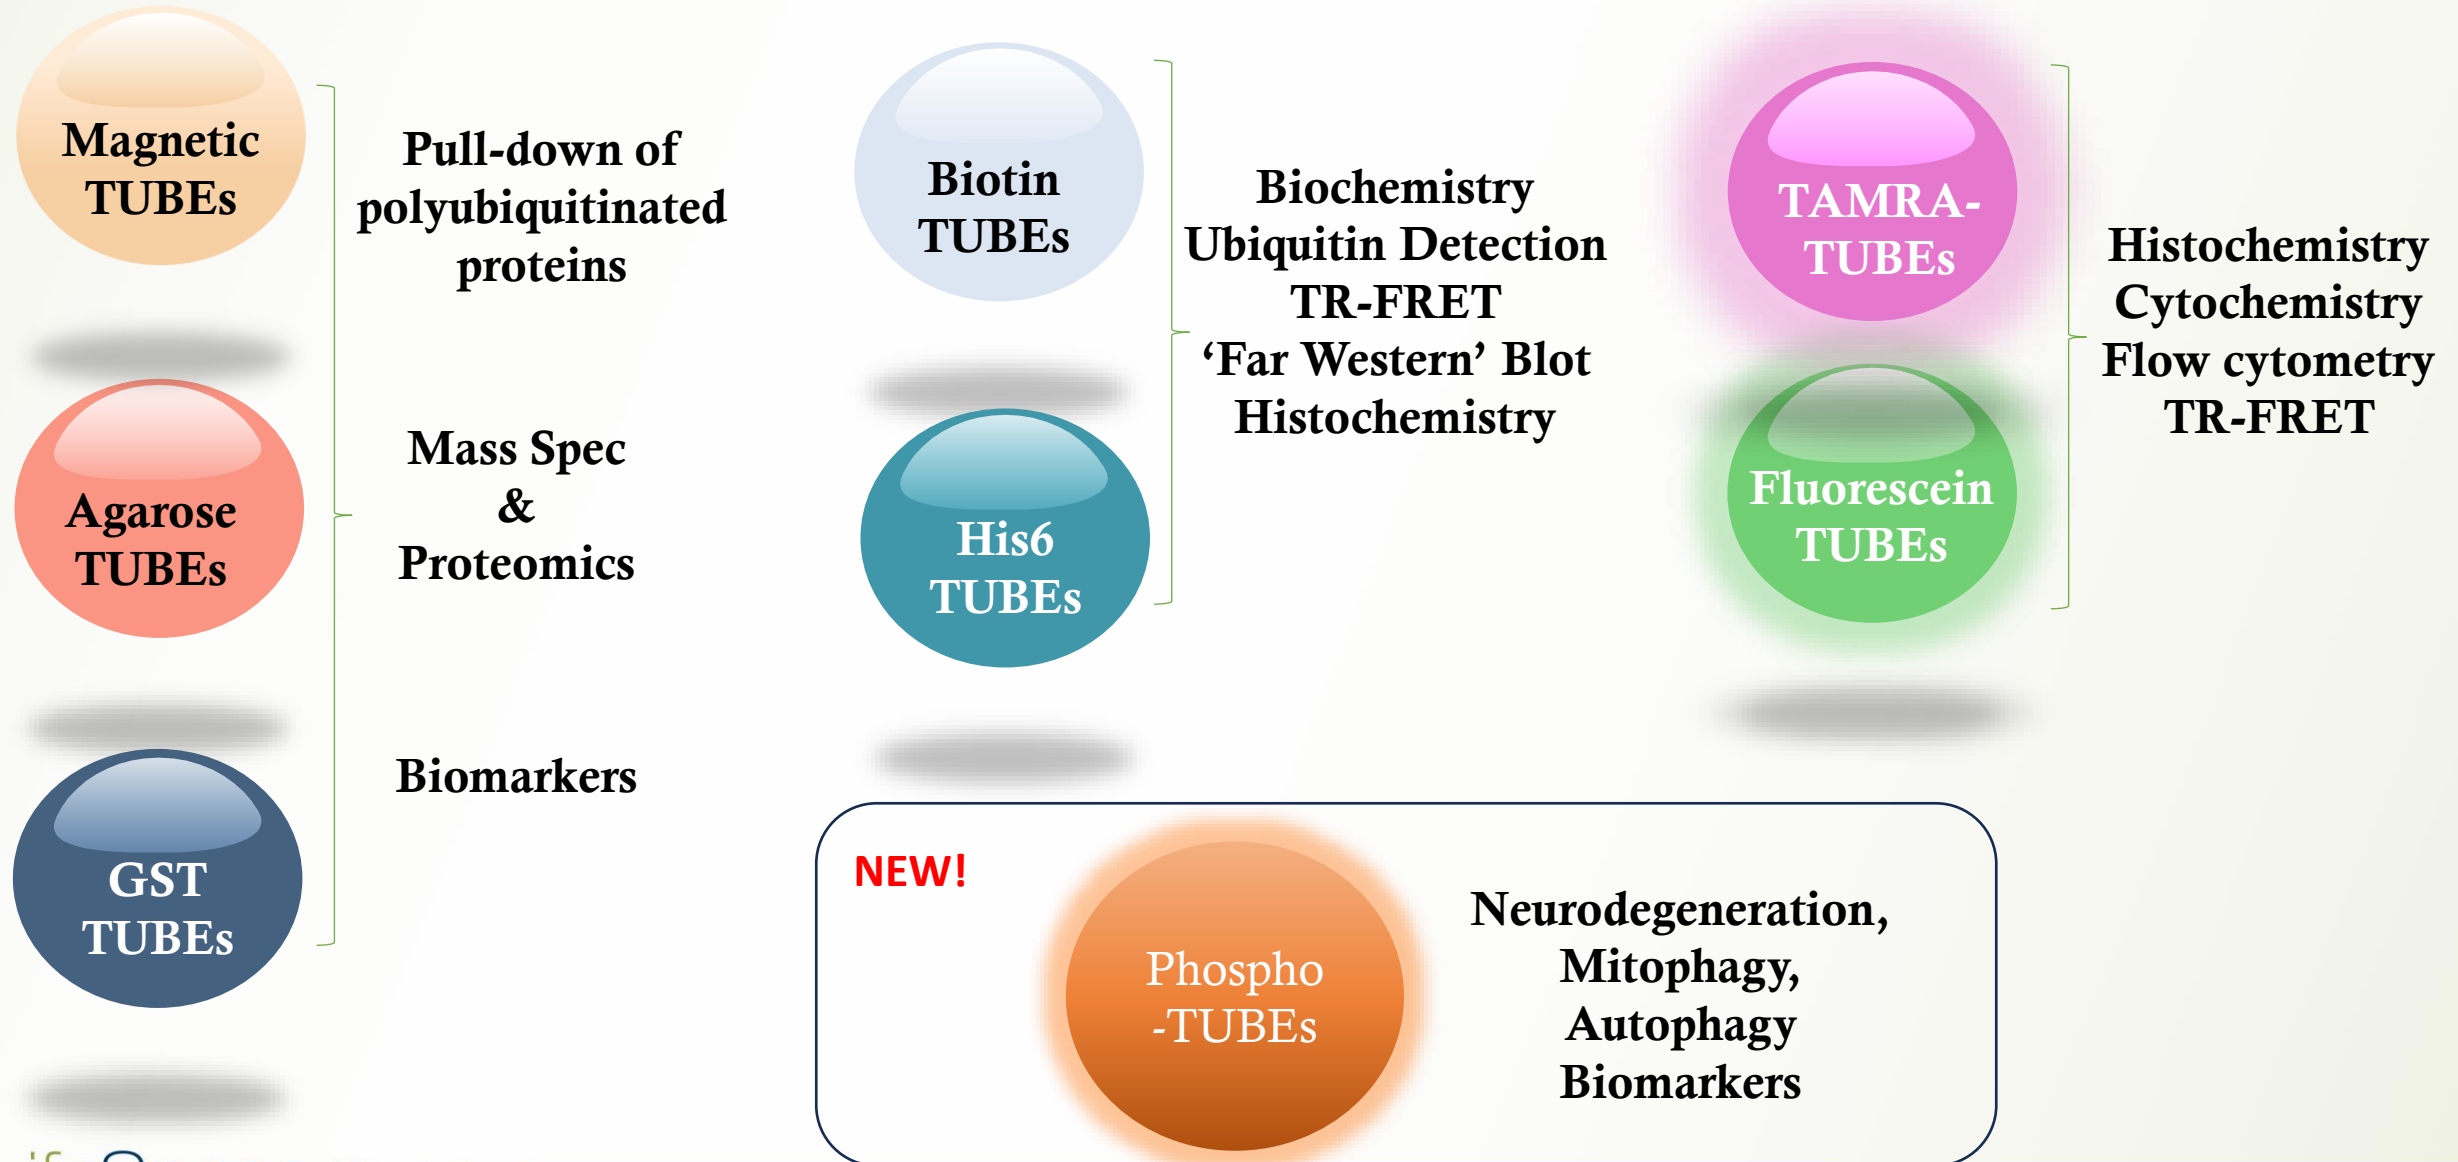 Magnetic
TUBEs
Pull-down of
polyubiquitinated
proteins
Agarose
TUBEs
Mass Spec
&
Proteomics
GST
TUBEs
Biomarkers
Biotin
TUBEs
His6
TUBEs
Biochemistry
Ubiquitin Detection
TR-FRET
‘Far Western’ Blot
Histochemistry
TAMRA-
TUBEs
Fluorescein
TUBEs
Histochemistry
Cytochemistry
Flow cytometry
TR-FRET
NEW!
Phospho
-TUBEs
Neurodegeneration,
Mitophagy,
Autophagy
Biomarkers